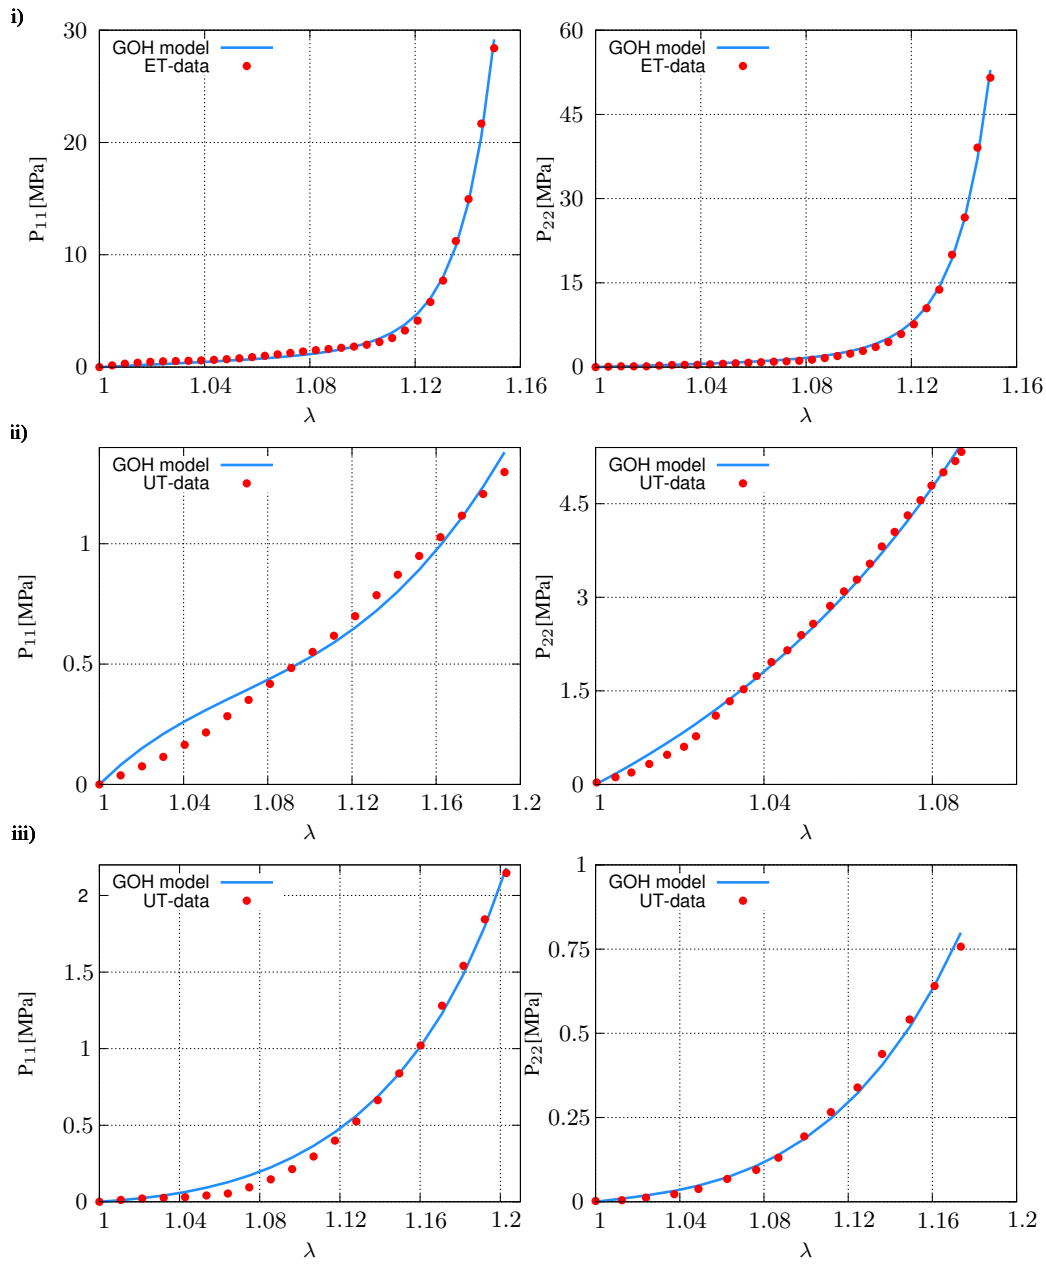 i)
30
20
10
0
P₁₁[MPa]
GOH model
ET-data
1
1.04
1.08
1.12
1.16
λ
60
45
30
15
0
P₂₂[MPa]
GOH model
ET-data
1
1.04
1.08
1.12
1.16
λ
ii)
1
0.5
0
P₁₁[MPa]
GOH model
UT-data
1
1.04
1.08
1.12
1.16
1.2
λ
4.5
3
1.5
0
P₂₂[MPa]
GOH model
UT-data
1
1.04
1.08
λ
iii)
2
1.5
1
0.5
0
P₁₁[MPa]
GOH model
UT-data
1
1.04
1.08
1.12
1.16
1.2
λ
1
0.75
0.5
0.25
0
P₂₂[MPa]
GOH model
UT-data
1
1.04
1.08
1.12
1.16
1.2
λ